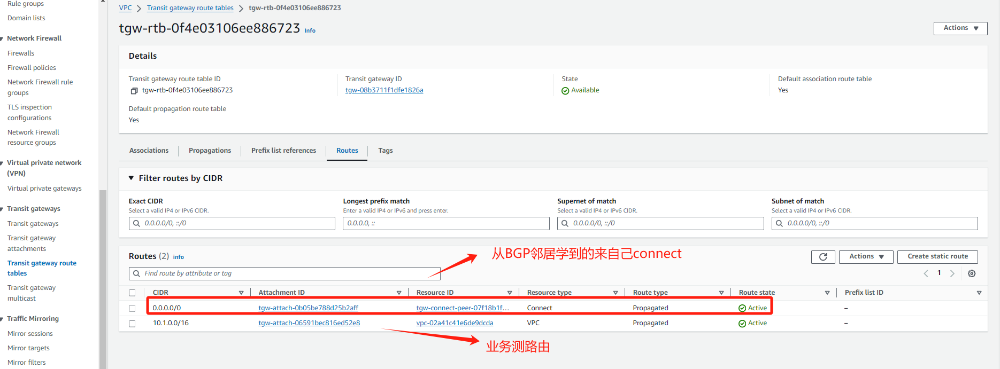 Rule groups
Domain lists
Network Firewall
Firewalls
Firewall policies
Network Firewall rule
groups
TLS inspection
configurations
Network Firewall
resource groups
Virtual private network
(VPN)
Virtual private gateways
Transit gateways
Transit gateways
Transit gateway
attachments
Transit gateway route
tables
Transit gateway
multicast
Traffic Mirroring
Mirror sessions
Mirror targets
Mirror filters
VPC > Transit gateway route tables > tgw-rtb-0f4e03106ee886723
tgw-rtb-0f4e03106ee886723 Info
Actions
Details
Transit gateway route table ID
tgw-rtb-0f4e03106ee886723
Transit gateway ID
tgw-08b3711f1dfe1826a
State
Available
Default association route table
Yes
Default propagation route table
Yes
Associations Propagations Prefix list references Routes Tags
Filter routes by CIDR
Exact CIDR
Select a valid IP4 or IPv6 CIDR.
0.0.0.0/0, ::/0
Longest prefix match
Enter a valid IP4 or IPv6 and press enter.
0.0.0.0, ::
Supernet of match
Select a valid IP4 or IPv6 CIDR.
0.0.0.0/0, ::/0
Subnet of match
Select a valid IP4 or IPv6 CIDR.
0.0.0.0/0, ::/0
Routes (2) info
从BGP邻居学到的来自己connect
Actions
Create static route
Find route by attribute or tag
1
CIDR Attachment ID Resource ID Resource type Route type Route state Prefix list ID
0.0.0.0/0 tgw-attach-0b05be788d25b2aff tgw-connect-peer-07f18b1f... Connect Propagated Active –
10.1.0.0/16 tgw-attach-06591bec816ed52e8 vpc-02a41c41e6de9dcda VPC Propagated Active –
业务测路由